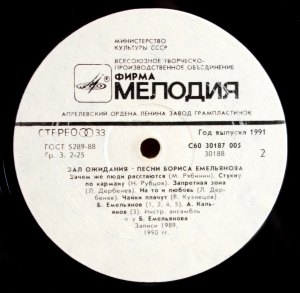 МИНИСТЕРСТВО
КУЛЬТУРЫ СССР
ВСЕСОЮЗНОЕ ТВОРЧЕСКО-
ПРОИЗВОДСТВЕННОЕ ОБЪЕДИНЕНИЕ
ФИРМА
МЕЛОДИЯ
АПРЕЛЕВСКИЙ ОРДЕНА ЛЕНИНА ЗАВОД ГРАМПЛАСТИНОК
СТЕРЕО 33
Год выпуска 1991
ГОСТ 5289-88
С60 30187 005
Гр. 3. 2-25
30188
2
ЗАЛ ОЖИДАНИЯ · ПЕСНИ БОРИСА ЕМЕЛЬЯНОВА
Зачем же люди расстаются (М. Рябинин). Стукну
по карману (Н. Рубцов). Запретная зона
(Л. Дербенев). На то и любовь (Л. Дер-
бенев). Чайки плачут (В. Кузнецов)
Б. Емельянов (1, 2, 4, 5), А. Каль-
янов (3). Инстр. ансамбль
п/у Б. Емельянова
Записи 1989,
1990 гг.